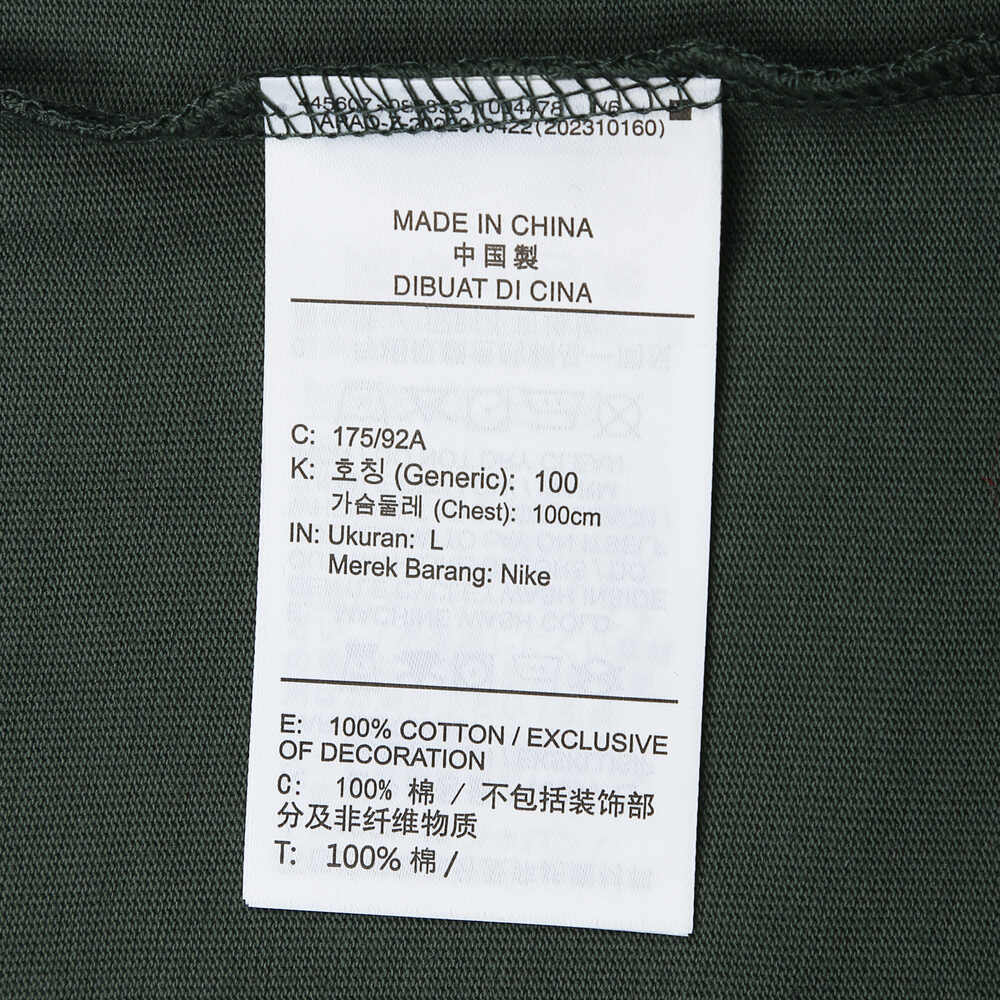 (202310160)
MADE IN CHINA
中国製
DIBUAT DI CINA
C: 175/92A
K: 호칭 (Generic): 100
가슴둘레 (Chest): 100cm
IN: Ukuran: L
Merek Barang: Nike
E: 100% COTTON / EXCLUSIVE
OF DECORATION
C: 100% 棉 / 不包括装饰部
分及非纤维物质
T: 100% 棉 /